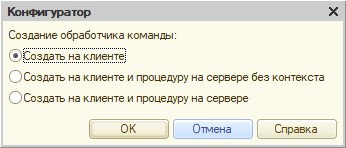 Конфигуратор
Создание обработчика команды:
Создать на клиенте
Создать на клиенте и процедуру на сервере без контекста
Создать на клиенте и процедуру на сервере
OK Отмена Справка